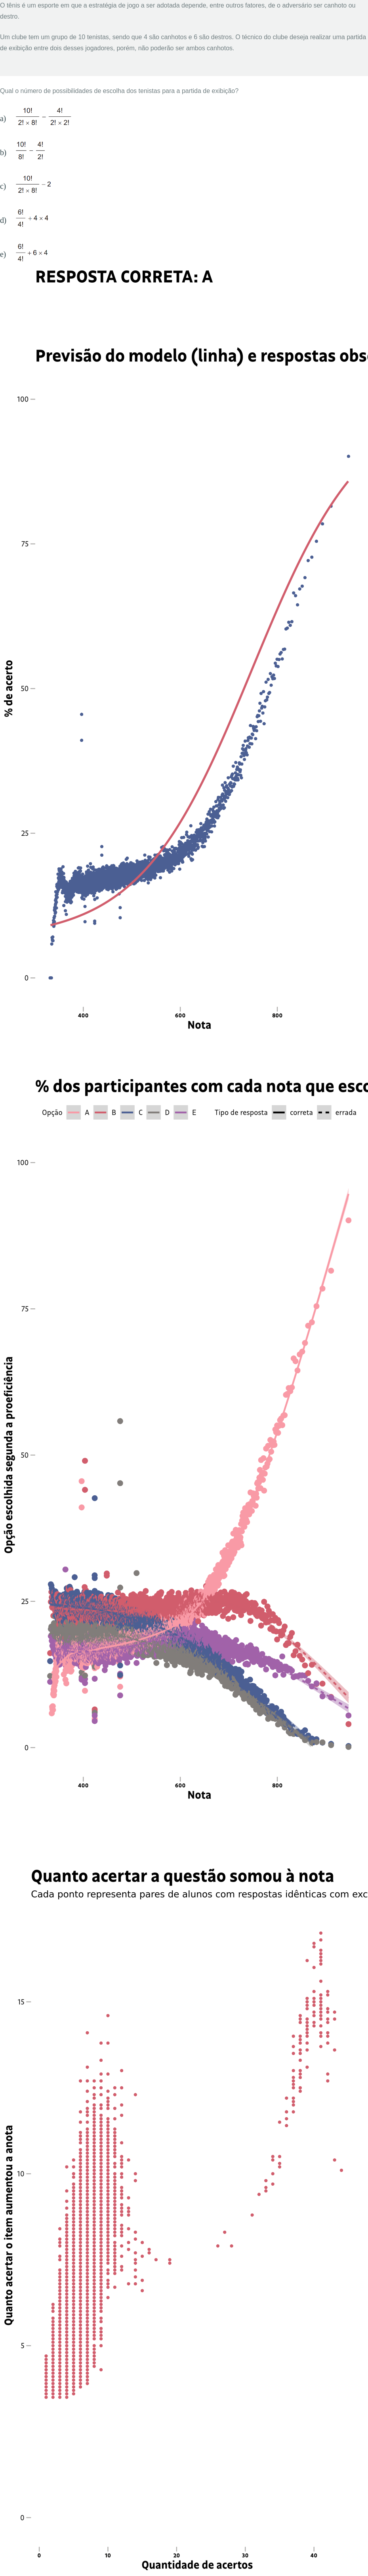 O tênis é um esporte em que a estratégia de jogo a ser adotada depende, entre outros fatores, de o adversário ser canhoto ou
destro.
Um clube tem um grupo de 10 tenistas, sendo que 4 são canhotos e 6 são destros. O técnico do clube deseja realizar uma partida
de exibição entre dois desses jogadores, porém, não poderão ser ambos canhotos.
Qual o número de possibilidades de escolha dos tenistas para a partida de exibição?
a) 10!/(2! × 8!) − 4!/(2! × 2!)
b) 10!/8! − 4!/2!
c) 10!/(2! × 8!) − 2
d) 6!/4! + 4 × 4
e) 6!/4! + 6 × 4
RESPOSTA CORRETA: A
Previsão do modelo (linha) e respostas obs
100
75
50
25
0
% de acerto
400 600 800
Nota
% dos participantes com cada nota que esco
Opção A B C D E Tipo de resposta correta errada
100
75
50
25
0
Opção escolhida segunda a proeficiência
400 600 800
Nota
Quanto acertar a questão somou à nota
Cada ponto representa pares de alunos com respostas idênticas com exc
15
10
5
0
Quanto acertar o item aumentou a anota
0 10 20 30 40
Quantidade de acertos